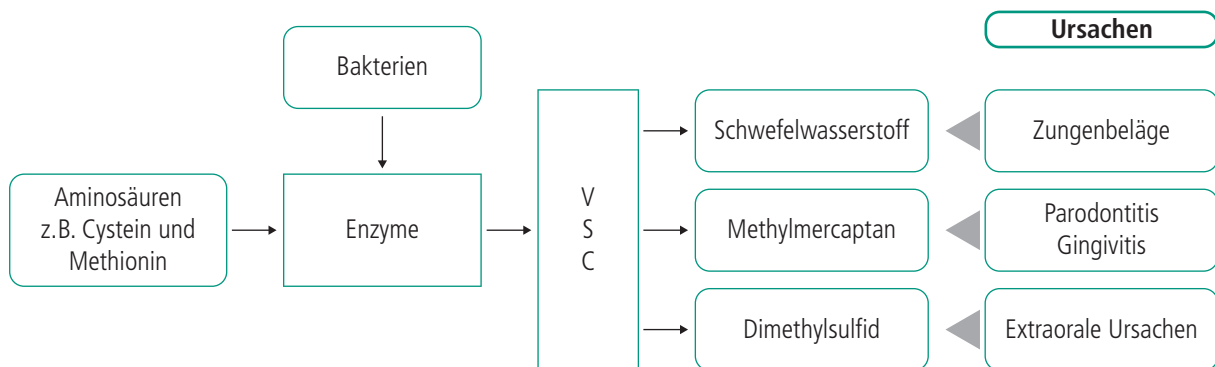 Ursachen
Bakterien
Aminosäuren
z.B. Cystein und
Methionin
Enzyme
V
S
C
Schwefelwasserstoff
Zungenbeläge
Methylmercaptan
Parodontitis
Gingivitis
Dimethylsulfid
Extraorale Ursachen